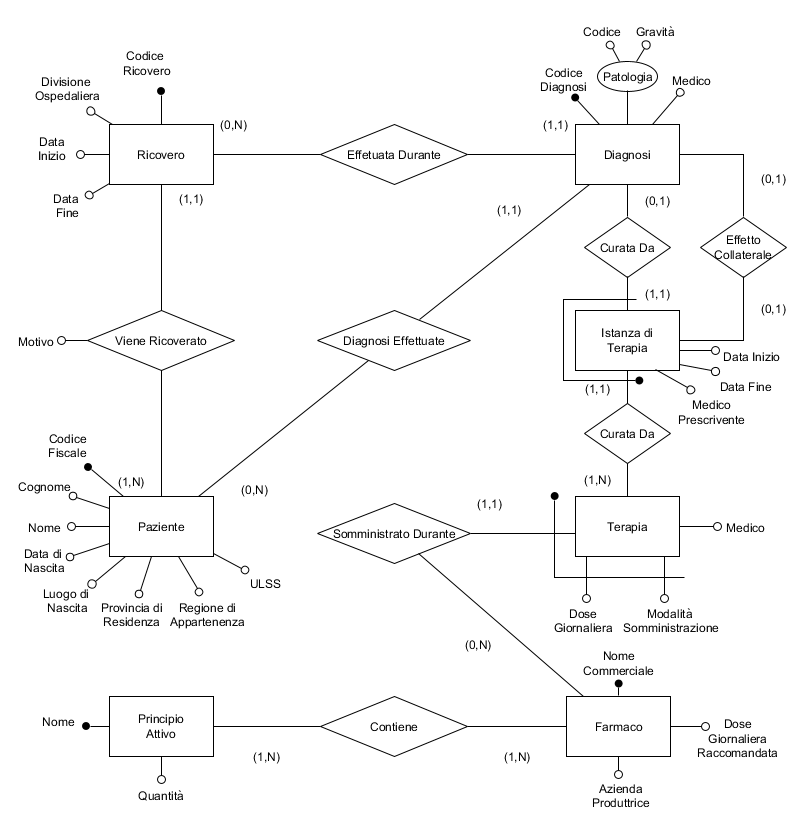 Codice
Ricovero
Divisione
Ospedaliera
Data
Inizio
Data
Fine
Ricovero
(0,N)
(1,1)
Effetuata Durante
Codice
Gravità
Patologia
Codice
Diagnosi
Medico
(1,1)
Diagnosi
(0,1)
(0,1)
(1,1)
Curata Da
Effetto
Collaterale
(1,1)
(0,1)
Motivo
Viene Ricoverato
Diagnosi Effettuate
Istanza di
Terapia
Data Inizio
Data Fine
Medico
Prescrivente
(1,1)
Curata Da
Codice
Fiscale
(1,N)
(0,N)
Cognome
Nome
Data di
Nascita
Luogo di
Nascita
Provincia di
Residenza
Regione di
Appartenenza
ULSS
Paziente
(1,N)
(1,1)
Somministrato Durante
Terapia
Medico
Dose
Giornaliera
Modalità
Somministrazione
(0,N)
Nome
Commerciale
Nome
Principio
Attivo
Contiene
Farmaco
Dose
Giornaliera
Raccomandata
(1,N)
(1,N)
Quantità
Azienda
Produttrice